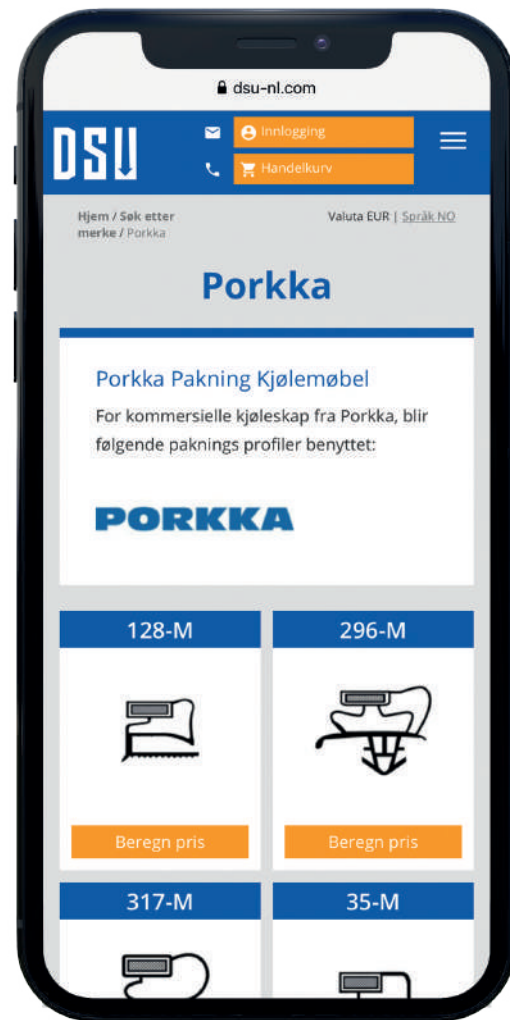 dsu-nl.com
DSU
Innlogging
Handelkurv
Hjem / Søk etter
merke / Porkka
Valuta EUR | Språk NO
Porkka
Porkka Pakning Kjølemøbel
For kommersielle kjøleskap fra Porkka, blir
følgende paknings profiler benyttet:
PORKKA
128-M
296-M
Beregn pris
Beregn pris
317-M
35-M